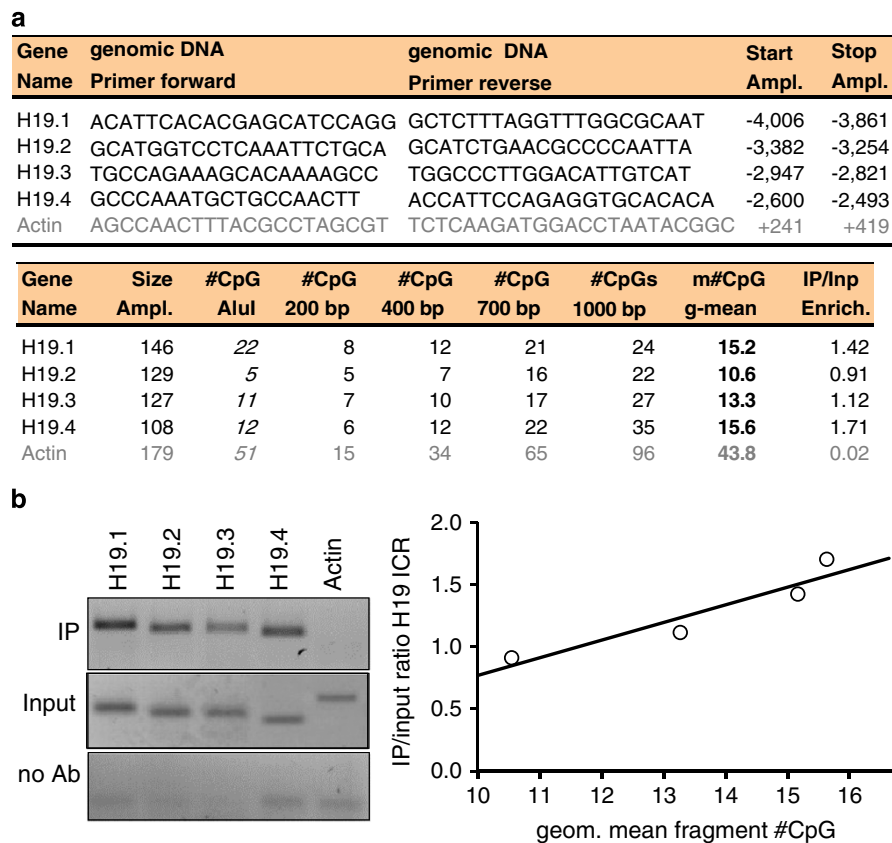 a
Gene genomic DNA genomic DNA Start Stop
Name Primer forward Primer reverse Ampl. Ampl.
H19.1 ACATTCACACGAGCATCCAGG GCTCTTTAGGTTTGGCGCAAT -4,006 -3,861
H19.2 GCATGGTCCTCAAATTCTGCA GCATCTGAACGCCCCAATTA -3,382 -3,254
H19.3 TGCCAGAAAGCACAAAAGCC TGGCCCTTGGACATTGTCAT -2,947 -2,821
H19.4 GCCCAAATGCTGCCAACTT ACCATTCCAGAGGTGCACACA -2,600 -2,493
Actin AGCCAACTTTACGCCTAGCGT TCTCAAGATGGACCTAATACGGC +241 +419
Gene Size #CpG #CpG #CpG #CpG #CpGs m#CpG IP/Inp
Name Ampl. AluI 200 bp 400 bp 700 bp 1000 bp g-mean Enrich.
H19.1 146 22 8 12 21 24 15.2 1.42
H19.2 129 5 5 7 16 22 10.6 0.91
H19.3 127 11 7 10 17 27 13.3 1.12
H19.4 108 12 6 12 22 35 15.6 1.71
Actin 179 51 15 34 65 96 43.8 0.02
b
H19.1 H19.2 H19.3 H19.4 Actin
IP
Input
no Ab
IP/input ratio H19 ICR
2.0
1.5
1.0
0.5
0.0
10 11 12 13 14 15 16
geom. mean fragment #CpG